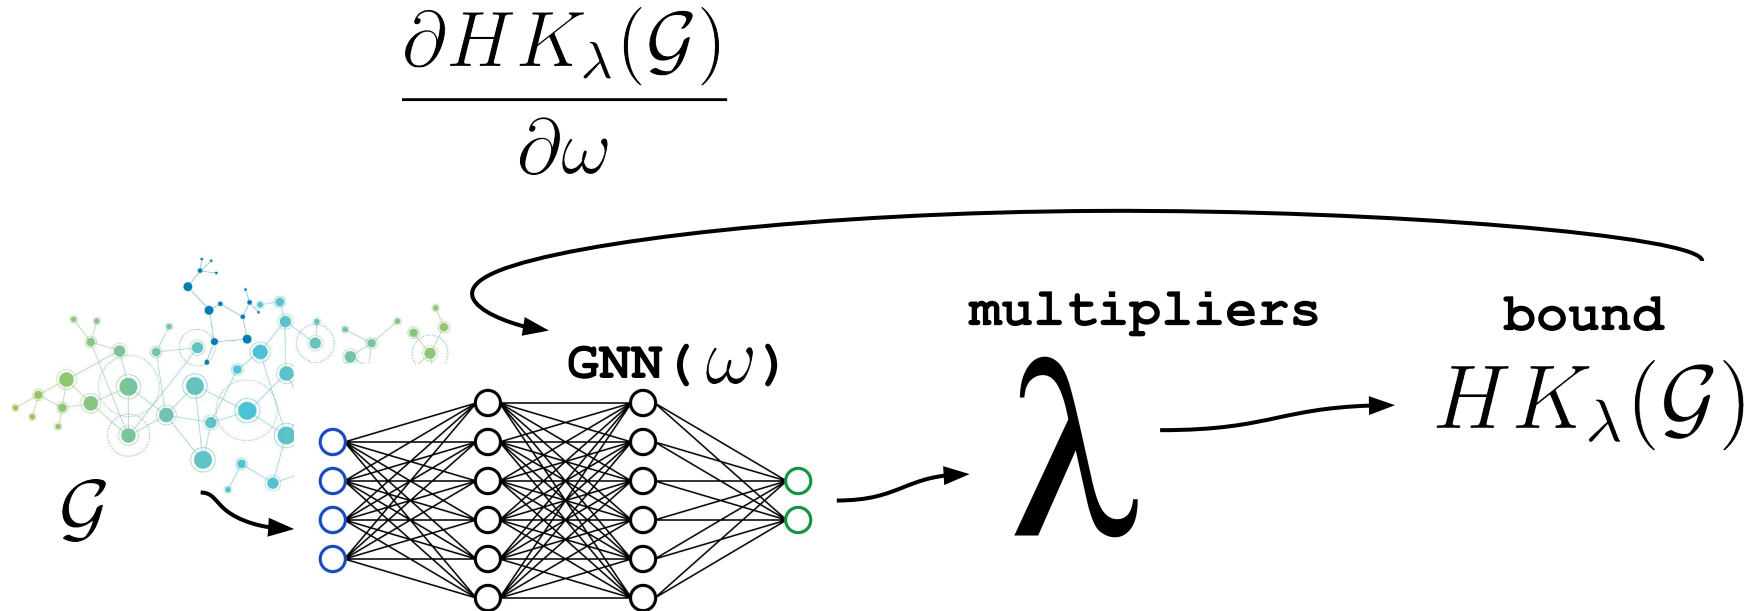 ∂HK_λ(𝒢)
∂ω
multipliers
bound
GNN(ω)
λ
HK_λ(𝒢)
𝒢